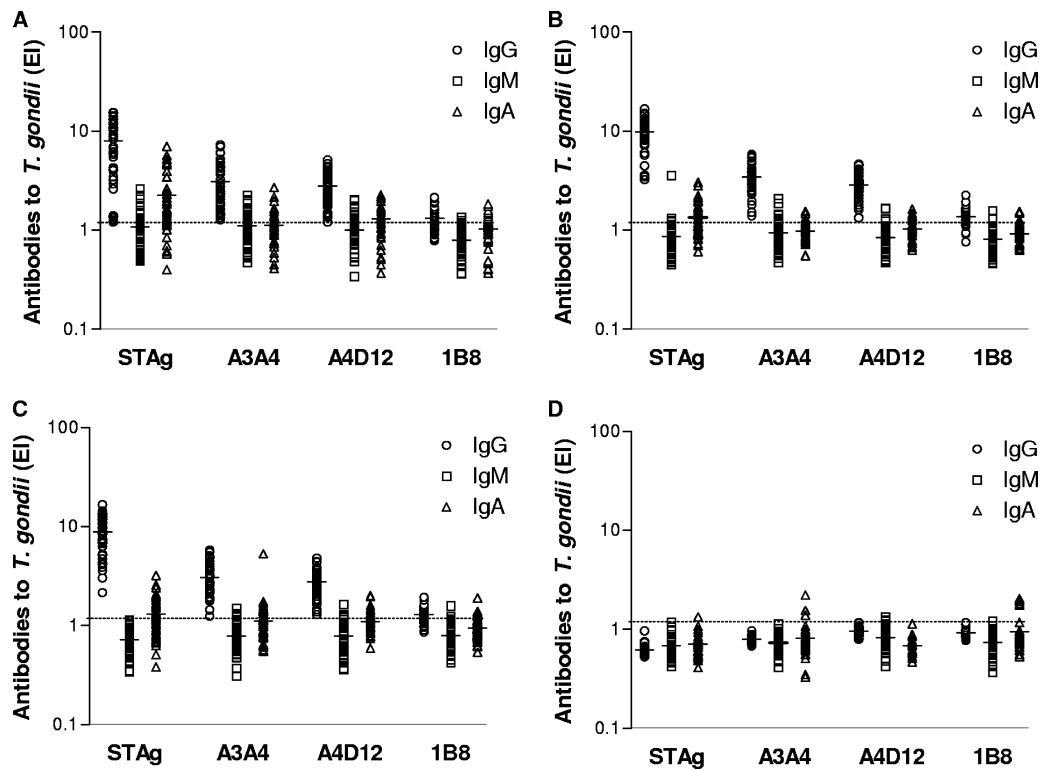 A
Antibodies to T. gondii (EI)
100
10
1
0.1
IgG
IgM
IgA
STAg A3A4 A4D12 1B8
B
Antibodies to T. gondii (EI)
100
10
1
0.1
IgG
IgM
IgA
STAg A3A4 A4D12 1B8
C
Antibodies to T. gondii (EI)
100
10
1
0.1
IgG
IgM
IgA
STAg A3A4 A4D12 1B8
D
Antibodies to T. gondii (EI)
100
10
1
0.1
IgG
IgM
IgA
STAg A3A4 A4D12 1B8